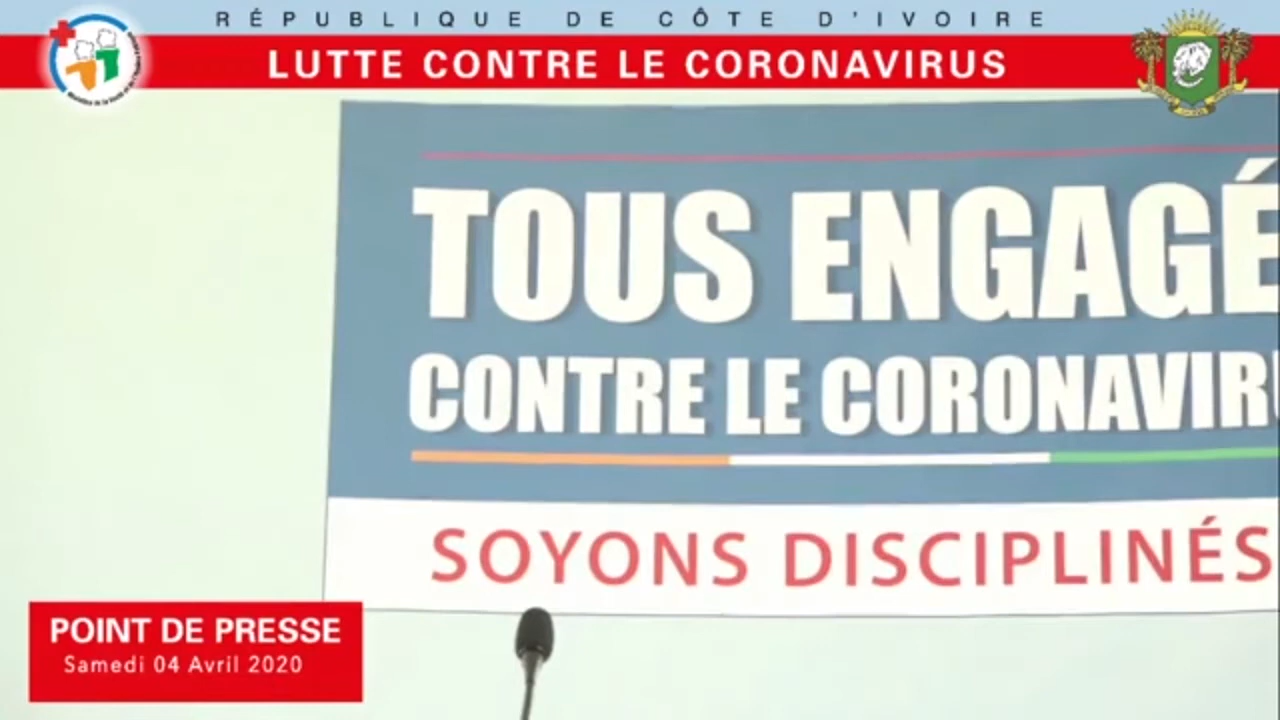 RÉPUBLIQUE DE CÔTE D'IVOIRE
LUTTE CONTRE LE CORONAVIRUS
TOUS ENGAGÉ
CONTRE LE CORONAVIR
SOYONS DISCIPLINÉS
POINT DE PRESSE
Samedi 04 Avril 2020